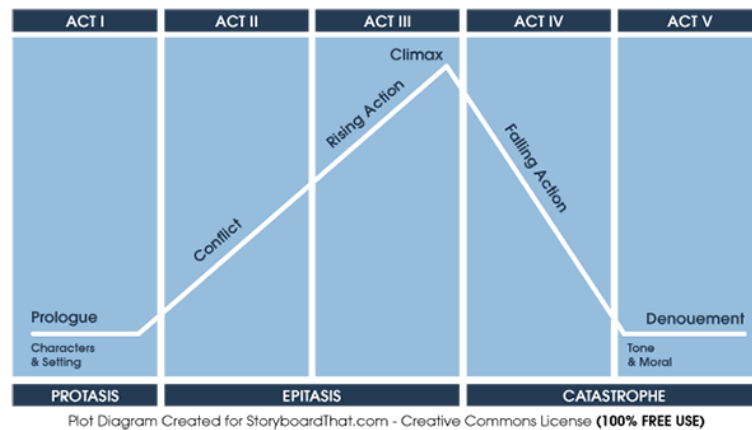 ACT I
ACT II
ACT III
ACT IV
ACT V
Climax
Rising Action
Falling Action
Conflict
Prologue
Denouement
Characters
& Setting
Tone
& Moral
PROTASIS
EPITASIS
CATASTROPHE
Plot Diagram Created for StoryboardThat.com - Creative Commons License (100% FREE USE)